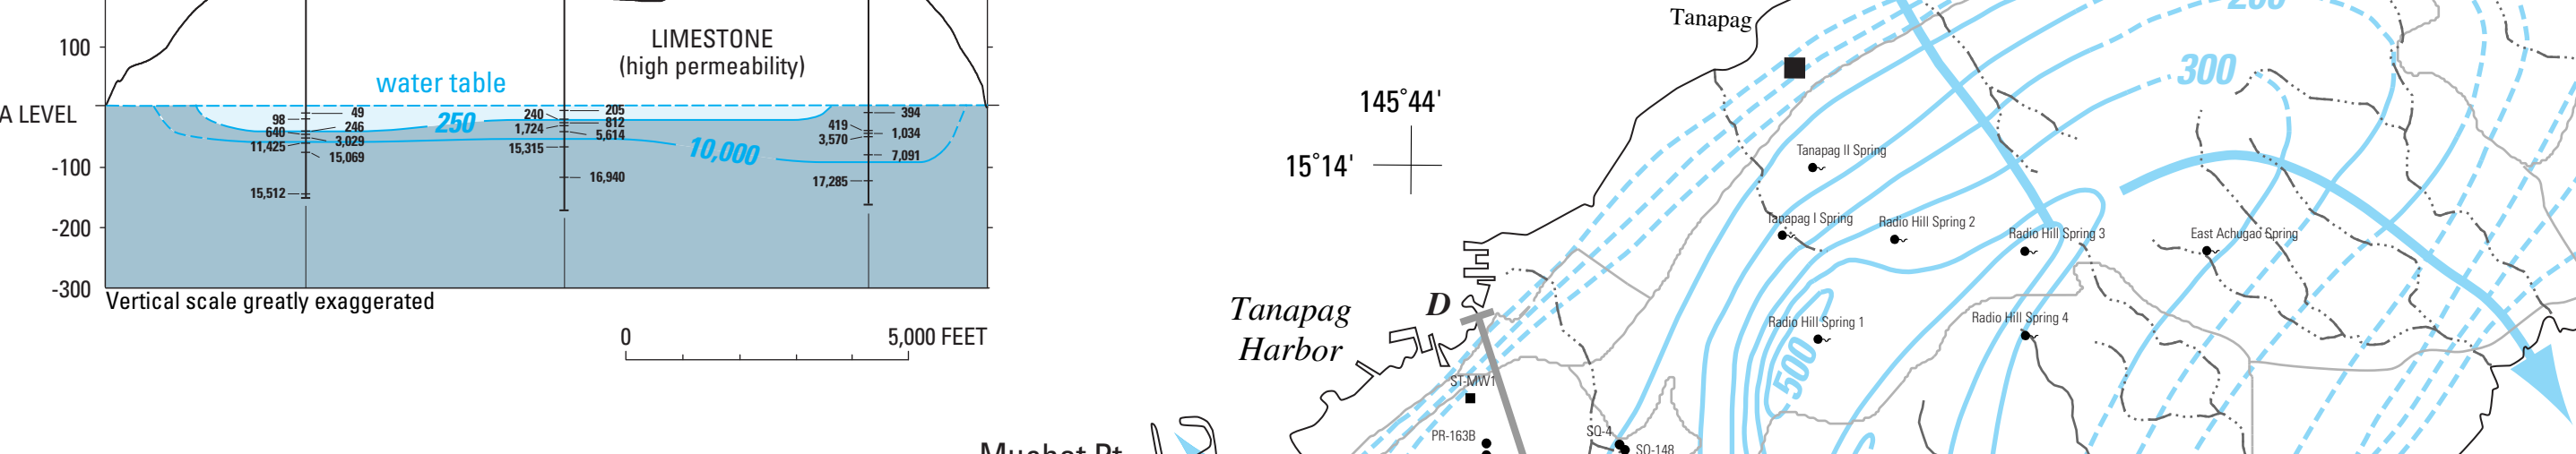 100
A LEVEL
-100
-200
-300
LIMESTONE
(high permeability)
water table
250
10,000
98
49
640
246
11,425
3,029
15,069
15,512
240
205
1,724
812
5,614
15,315
16,940
394
419
1,034
3,570
7,091
17,285
Vertical scale greatly exaggerated
0
5,000 FEET
Tanapag
145°44'
15°14'
200
300
500
Tanapag II Spring
Tanapag I Spring
Radio Hill Spring 2
Radio Hill Spring 3
East Achugao Spring
Radio Hill Spring 1
Radio Hill Spring 4
Tanapag
Harbor
D
ST-MW1
PR-163B
SQ-4
SQ-148
Muchot Pt